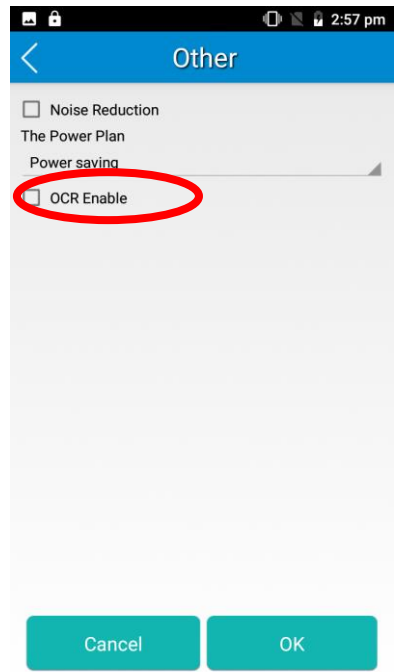 2:57 pm
Other
Noise Reduction
The Power Plan
Power saving
OCR Enable
Cancel OK